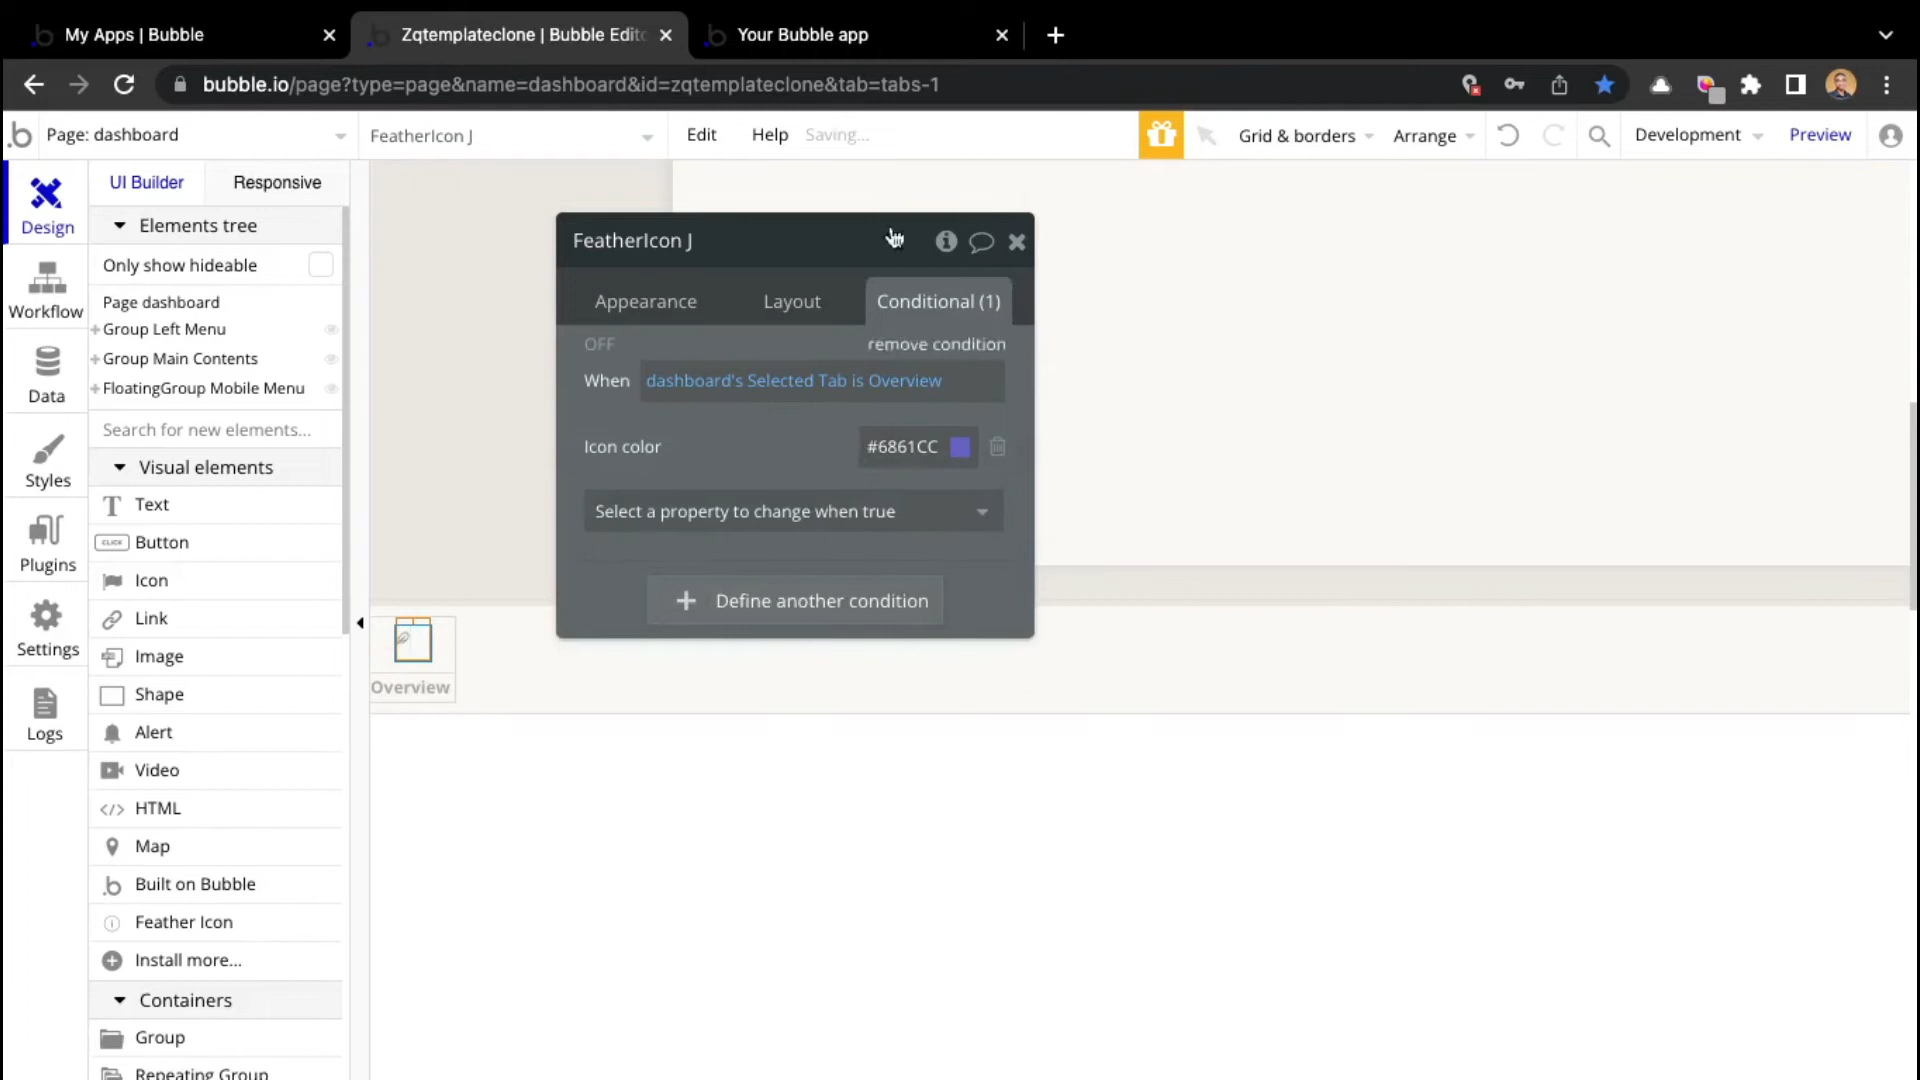 My Apps | Bubble
Zqtemplateclone | Bubble Edit
Your Bubble app
bubble.io/page?type=page&name=dashboard&id=zqtemplateclone&tab=tabs-1
Page: dashboard
FeatherIcon J
Edit
Help
Saving...
Grid & borders
Arrange
Development
Preview
Design
Workflow
Data
Styles
Plugins
Settings
Logs
UI Builder
Responsive
Elements tree
Only show hideable
Page dashboard
Group Left Menu
Group Main Contents
FloatingGroup Mobile Menu
Search for new elements...
Visual elements
Text
CLICK Button
Icon
Link
Image
Shape
Alert
Video
HTML
Map
Built on Bubble
Feather Icon
Install more...
Containers
Group
Repeating Group
FeatherIcon J
Appearance
Layout
Conditional (1)
OFF
remove condition
When dashboard's Selected Tab is Overview
Icon color #6861CC
Select a property to change when true
Define another condition
Overview